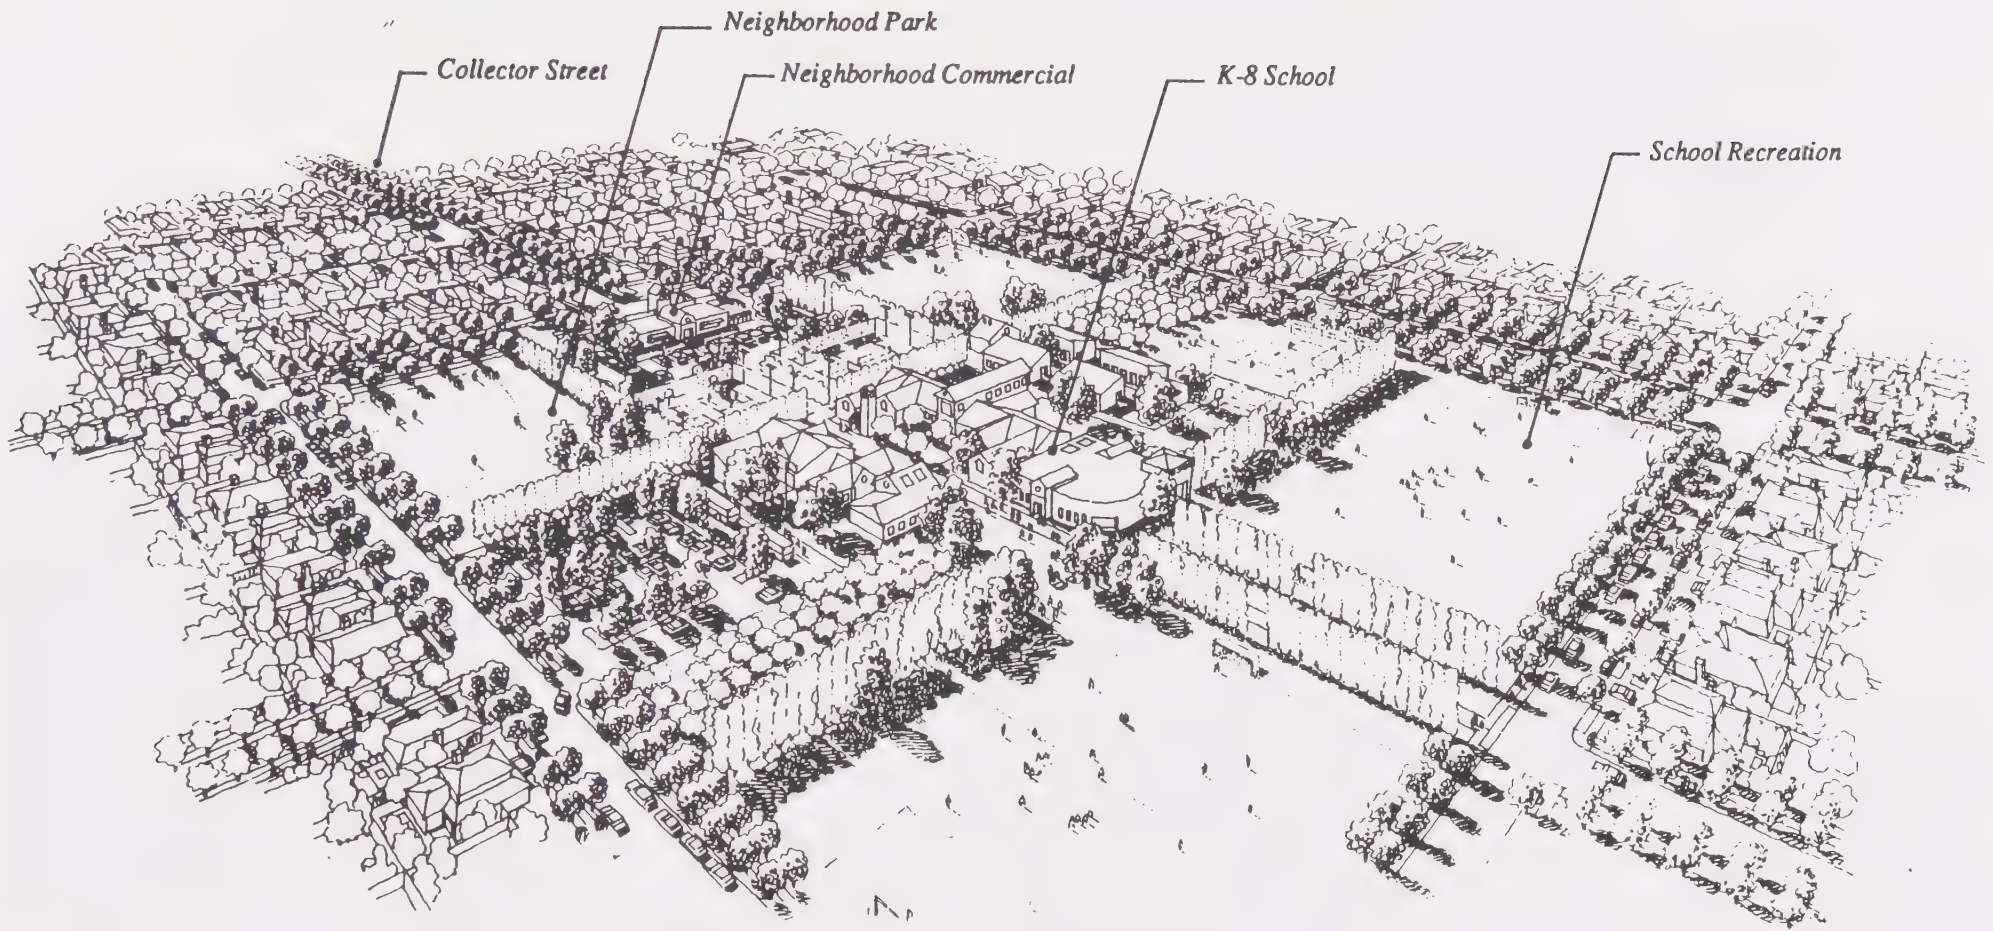 Neighborhood Park
Collector Street
Neighborhood Commercial
K-8 School
School Recreation